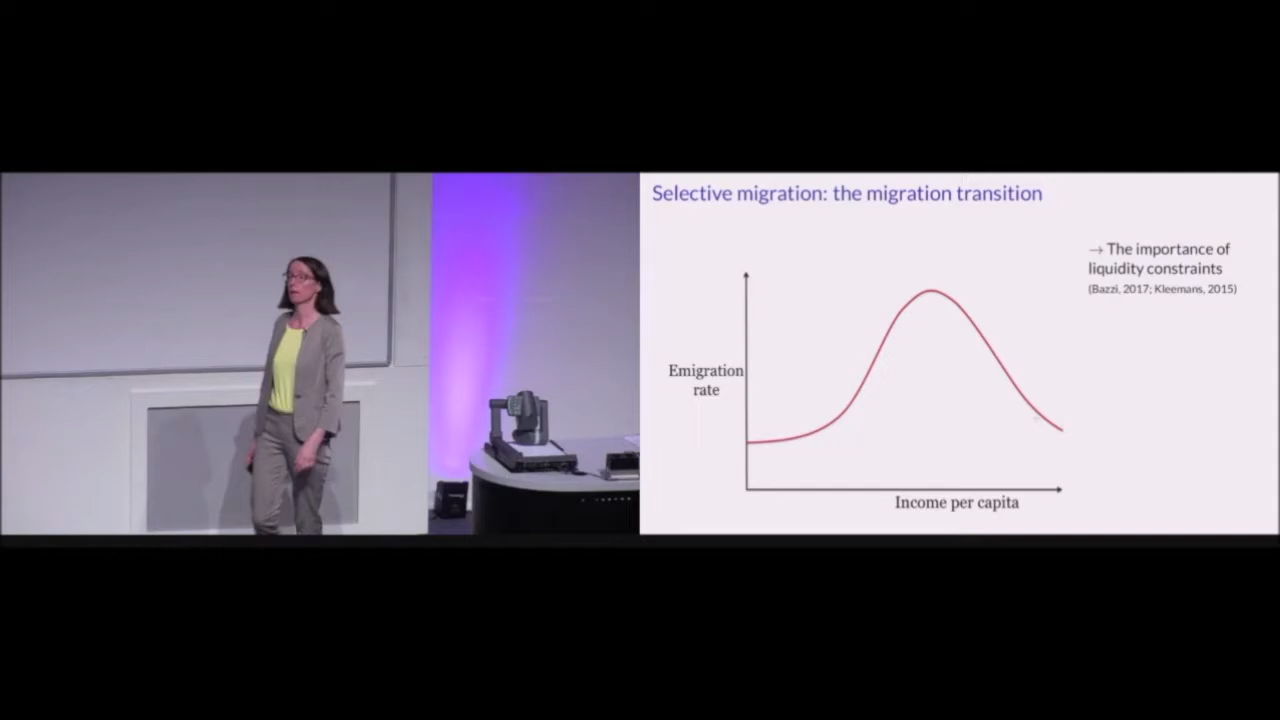 Selective migration: the migration transition
→ The importance of
liquidity constraints
(Bazzi, 2017; Kleemans, 2015)
Emigration
rate
Income per capita